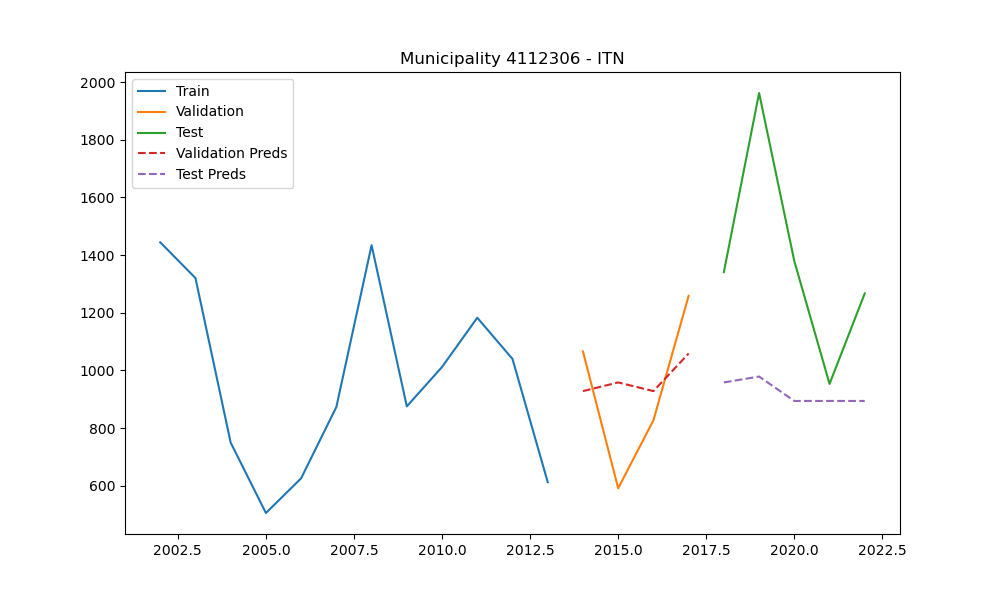 Municipality 4112306 - ITN
2000
1800
1600
1400
1200
1000
800
600
Train
Validation
Test
Validation Preds
Test Preds
2002.5 2005.0 2007.5 2010.0 2012.5 2015.0 2017.5 2020.0 2022.5